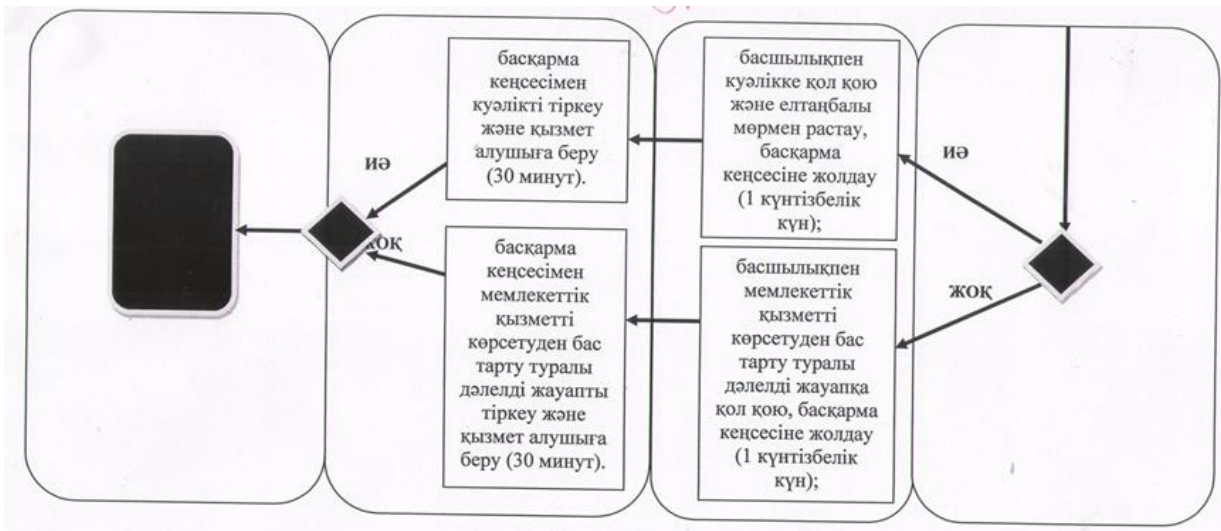 басқарма
кеңсесімен
куәлікті тіркеу
және қызмет
алушыға беру
(30 минут).
басшылықпен
куәлікке қол қою
және елтаңбалы
мөрмен растау,
басқарма
кеңсесіне жолдау
(1 күнтізбелік
күн);
иә
иә
жоқ
басқарма
кеңсесімен
мемлекеттік
қызметті
көрсетуден бас
тарту туралы
дәлелді жауапты
тіркеу және
қызмет алушыға
беру (30 минут).
басшылықпен
мемлекеттік
қызметті
көрсетуден бас
тарту туралы
дәлелді жауапқа
қол қою, басқарма
кеңсесіне жолдау
(1 күнтізбелік
күн);
жоқ